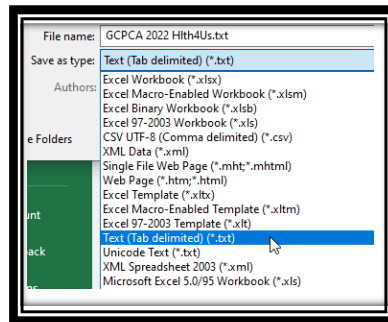 File name: GCPCA 2022 Hlth4Us.txt
Save as type: Text (Tab delimited) (*.txt)
Authors: Excel Workbook (*.xlsx)
Excel Macro-Enabled Workbook (*.xlsm)
Excel Binary Workbook (*.xlsb)
Excel 97-2003 Workbook (*.xls)
e Folders CSV UTF-8 (Comma delimited) (*.csv)
XML Data (*.xml)
Single File Web Page (*.mht;*.mhtml)
Web Page (*.htm;*.html)
Excel Template (*.xltx)
unt Excel Macro-Enabled Template (*.xltm)
Excel 97-2003 Template (*.xlt)
Text (Tab delimited) (*.txt)
ack Unicode Text (*.txt)
XML Spreadsheet 2003 (*.xml)
Microsoft Excel 5.0/95 Workbook (*.xls)